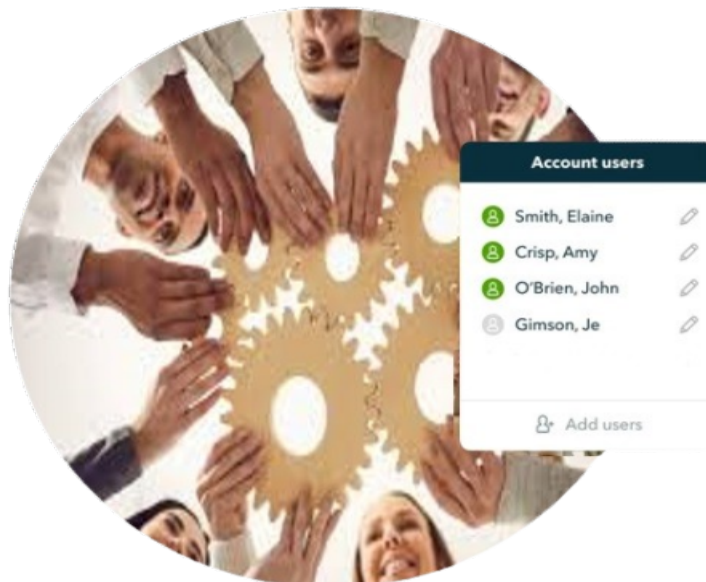 Account users
Smith, Elaine
Crisp, Amy
O'Brien, John
Gimson, Je
Add users